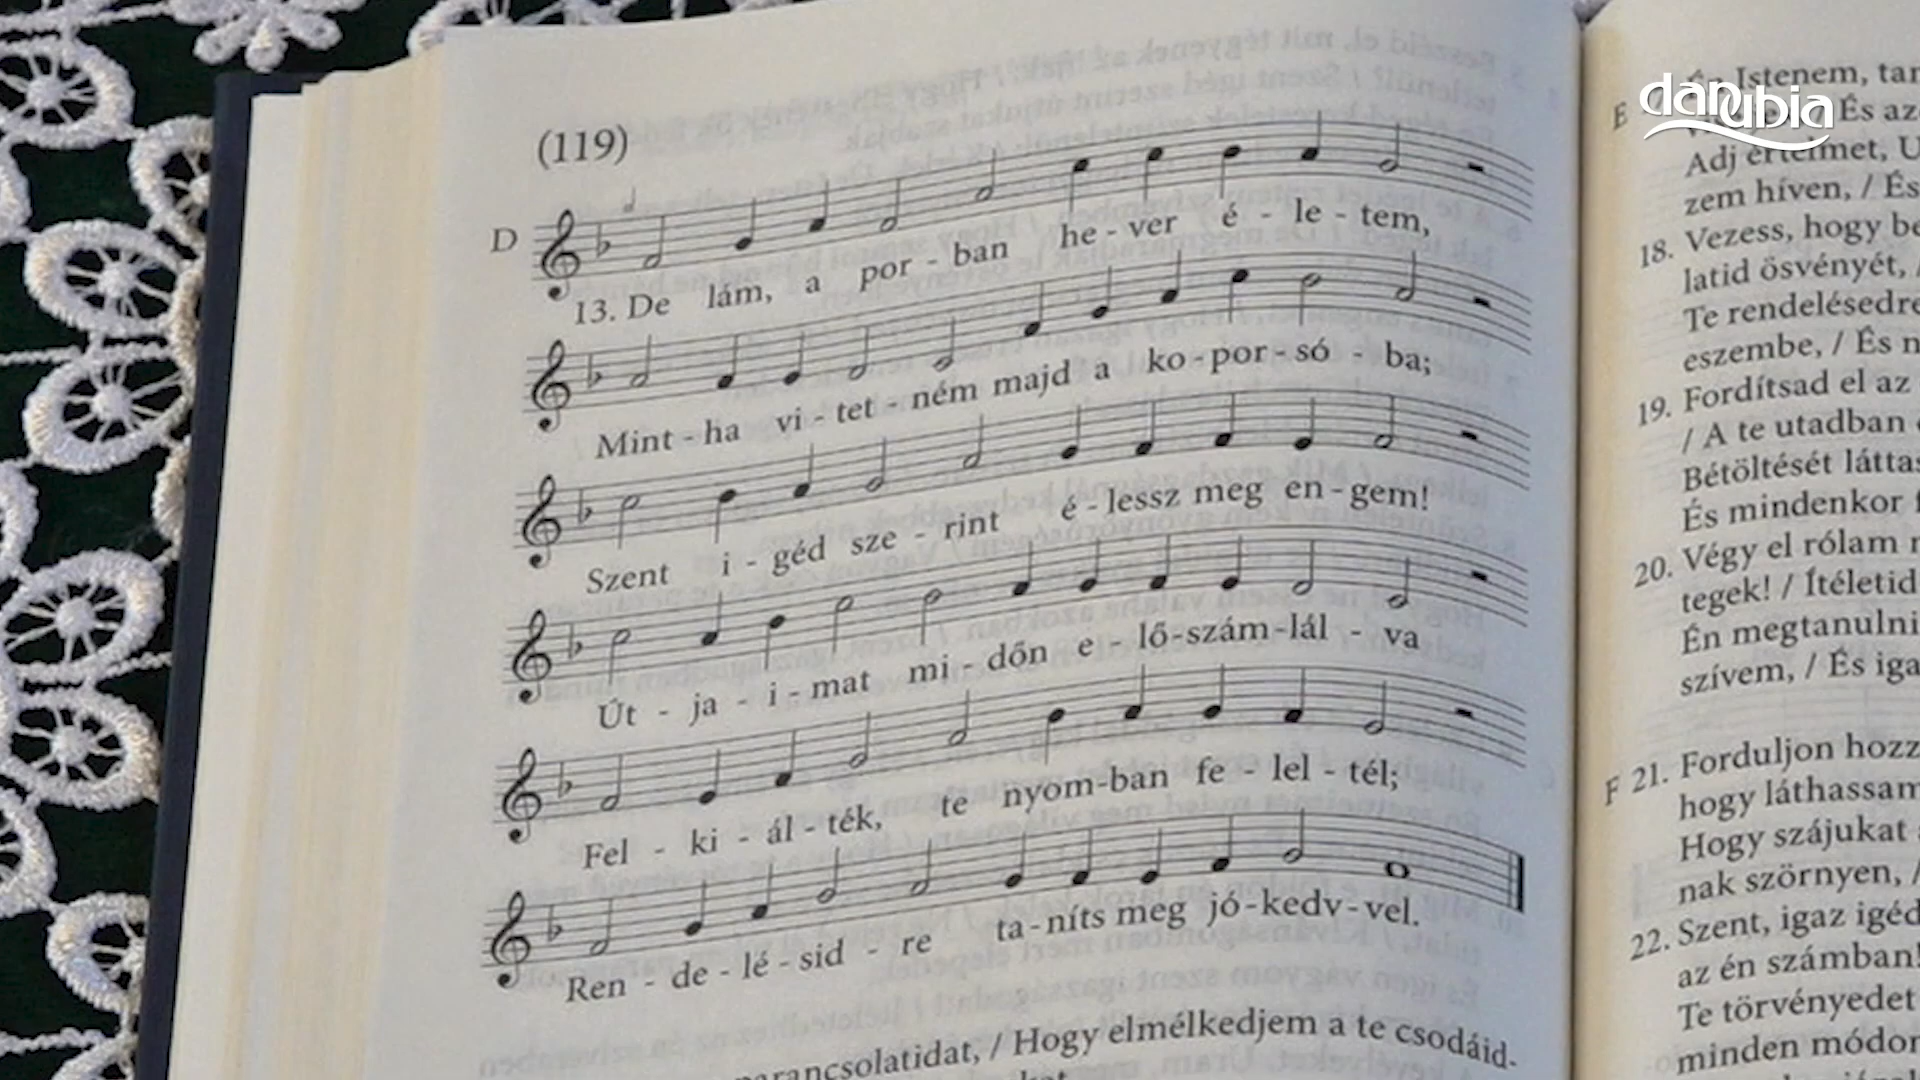 (119)
D
13. De lám, a por - ban he - ver é - le - tem,
Mint - ha vi - tet - ném majd a ko - por - só - ba;
Szent i - géd sze - rint é - lessz meg en - gem!
Út - ja - i - mat mi - dőn e - lő - szám - lál - va
Fel - ki - ál - ték, te nyom - ban fe - lel - tél;
Ren - de - lé - sid - re ta - níts meg jó - kedv - vel.
/ Hogy elmélkedjem a te csodáid-
danubia
Istenem,
E És az
Adj értelmet, U
zem híven, / És
18. Vezess, hogy be
latid ösvényét, /
Te rendelésedre
eszembe, / És n
19. Fordítsad el az
/ A te utadban
Bétöltését láttas
És mindenkor f
20. Végy el rólam
tegek! / Ítéletid
Én megtanulni
szívem, / És iga
F 21. Forduljon hozz
hogy láthassam
Hogy szájukat
nak szörnyen, /
22. Szent, igaz igéd
az én számban!
Te törvényedet
minden módon